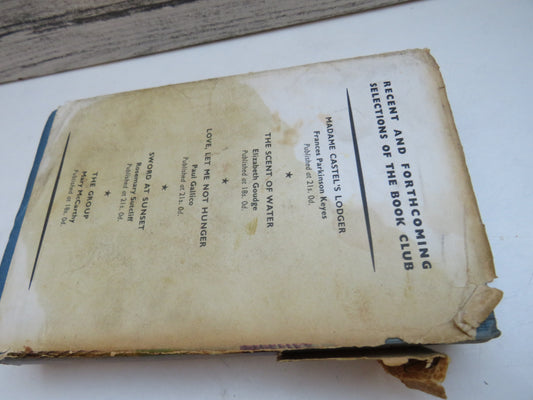 RECENT AND FORTHCOMING
SELECTIONS OF THE BOOK CLUB
MADAME CASTEL'S LODGER
Frances Parkinson Keyes
Published at 21s. 0d.
★
THE SCENT OF WATER
Elizabeth Goudge
Published at 18s. 0d.
★
LOVE, LET ME NOT HUNGER
Paul Gallico
Published at 21s. 0d.
★
SWORD AT SUNSET
Rosemary Sutcliff
Published at 21s. 0d.
★
THE GROUP
Mary McCarthy
Published at 18s. 0d.